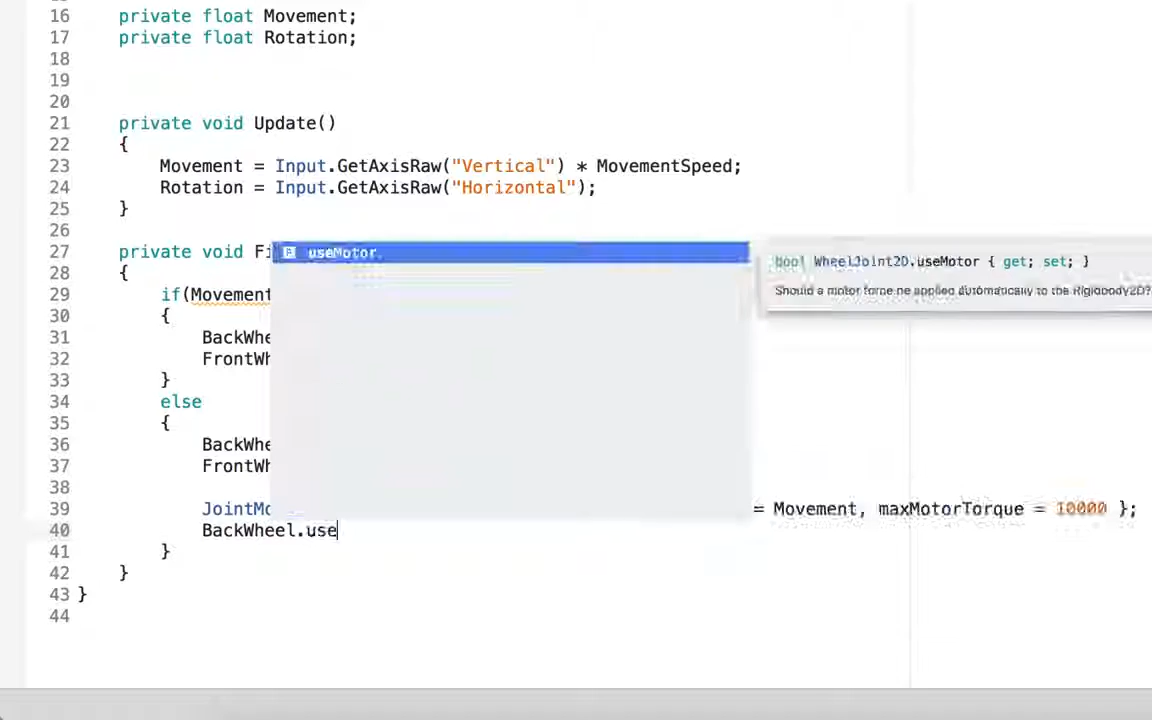 16 private float Movement;
17 private float Rotation;
18
19
20
21 private void Update()
22 {
23 Movement = Input.GetAxisRaw("Vertical") * MovementSpeed;
24 Rotation = Input.GetAxisRaw("Horizontal");
25 }
26
27 private void Fi
useMotor
bool WheelJoint2D.useMotor { get; set; }
28 {
Should a motor force be applied automatically to the Rigidbody2D?
29 if(Movement
30 {
31 BackWhe
32 FrontWh
33 }
34 else
35 {
36 BackWhe
37 FrontWh
38
39 JointMo = Movement, maxMotorTorque = 10000 };
40 BackWheel.use
41 }
42 }
43 }
44